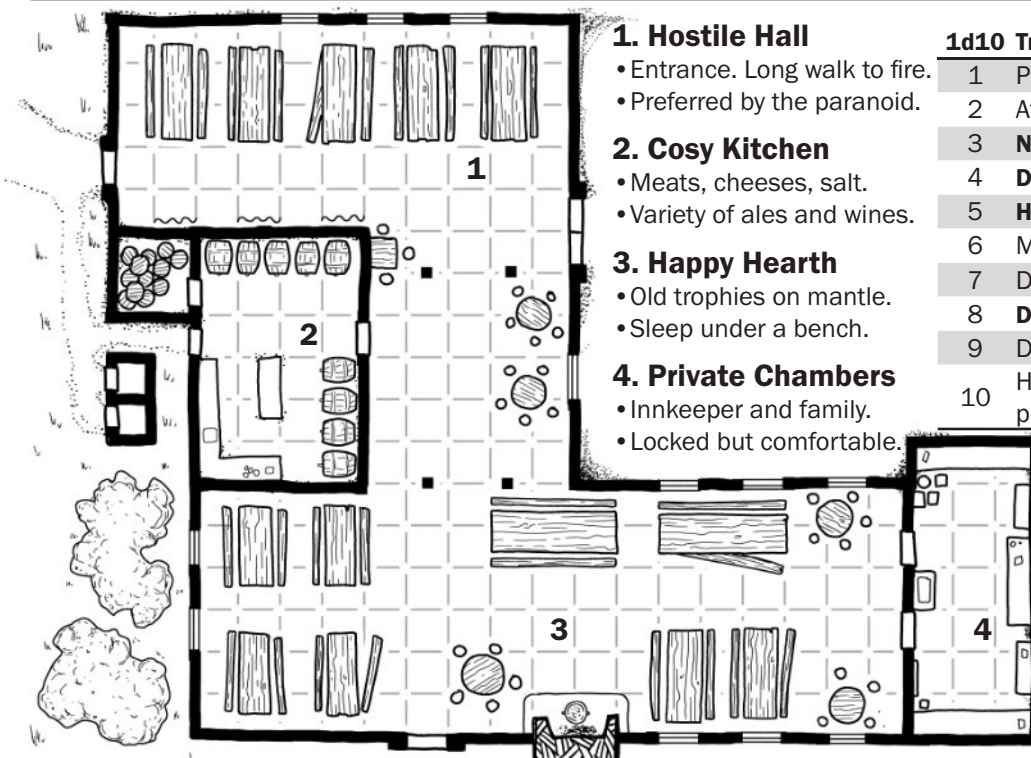 1. Hostile Hall
•Entrance. Long walk to fire.
•Preferred by the paranoid.
2. Cosy Kitchen
•Meats, cheeses, salt.
•Variety of ales and wines.
3. Happy Hearth
•Old trophies on mantle.
•Sleep under a bench.
4. Private Chambers
•Innkeeper and family.
•Locked but comfortable.
1d10
1
2
3
4
5
6
7
8
9
10
1
2
3
4